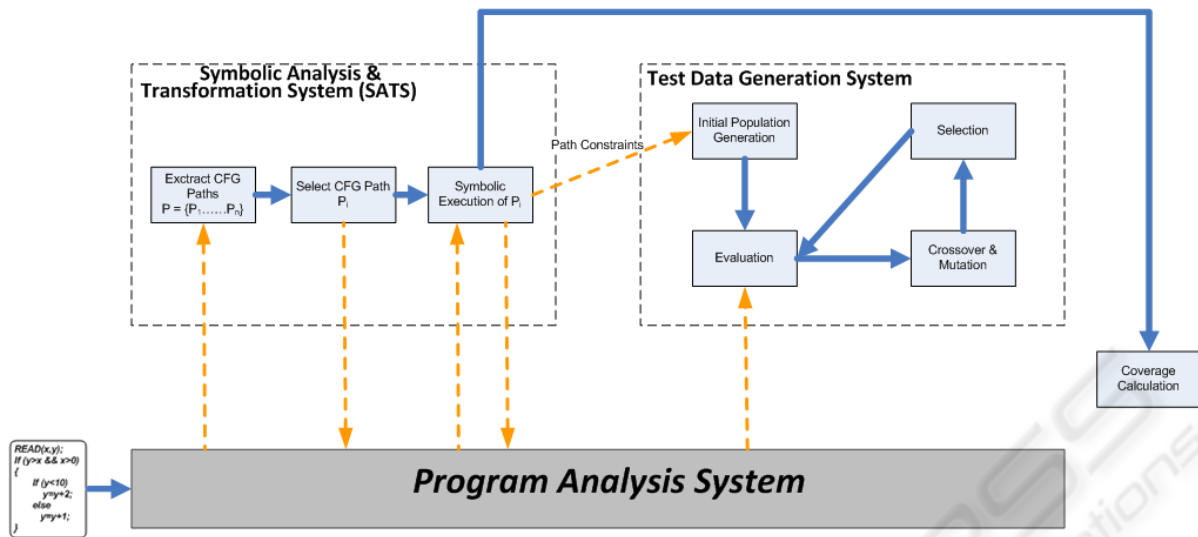 Symbolic Analysis &
Transformation System (SATS)
Exctract CFG
Paths
P = {P1......Pn}
Select CFG Path
Pi
Symbolic
Execution of Pi
Path Constraints
Test Data Generation System
Initial Population
Generation
Selection
Evaluation
Crossover &
Mutation
Coverage
Calculation
READ(x,y);
If (y>x && x>0)
{
If (y<10)
y=y+2;
else
y=y+1;
}
Program Analysis System
ations